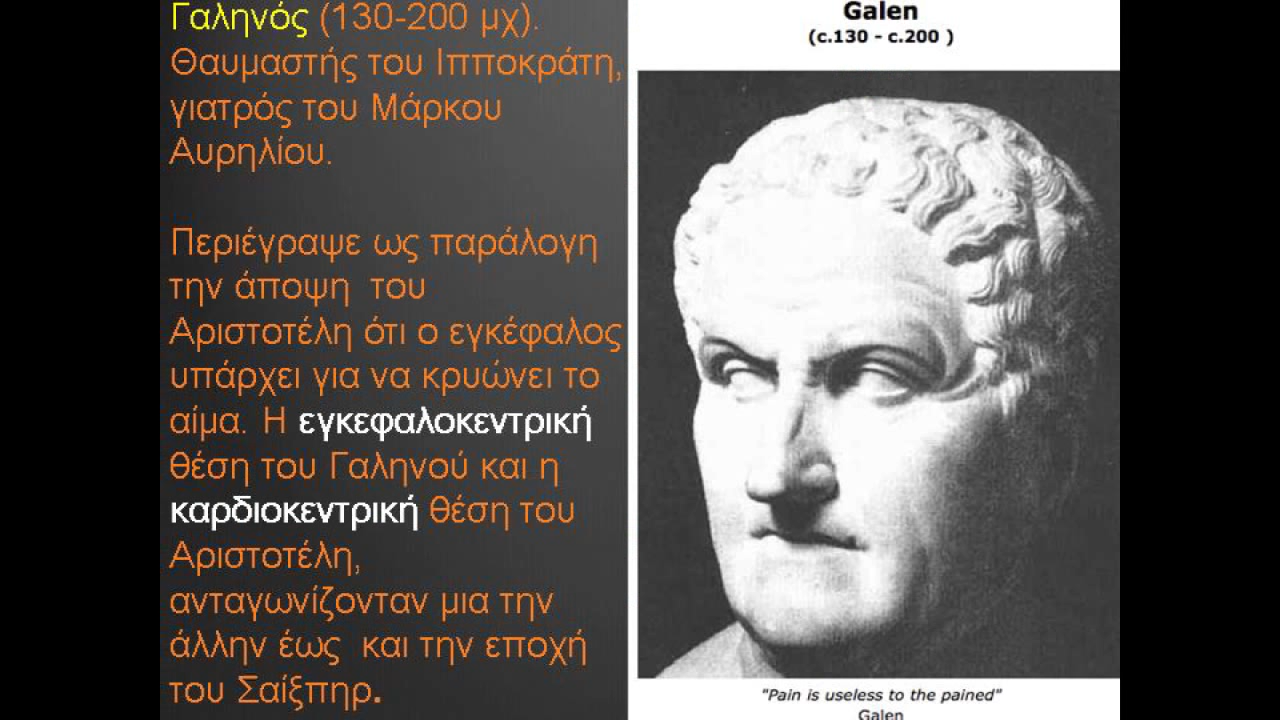 Γαληνός (130-200 μχ).
Θαυμαστής του Ιπποκράτη,
γιατρός του Μάρκου
Αυρηλίου.
Περιέγραψε ως παράλογη
την άποψη του
Αριστοτέλη ότι ο εγκέφαλος
υπάρχει για να κρυώνει το
αίμα. Η εγκεφαλοκεντρική
θέση του Γαληνού και η
καρδιοκεντρική θέση του
Αριστοτέλη,
ανταγωνίζονταν μια την
άλλην έως και την εποχή
του Σαίξπηρ.
Galen
(c.130 - c.200 )
"Pain is useless to the pained"
Galen